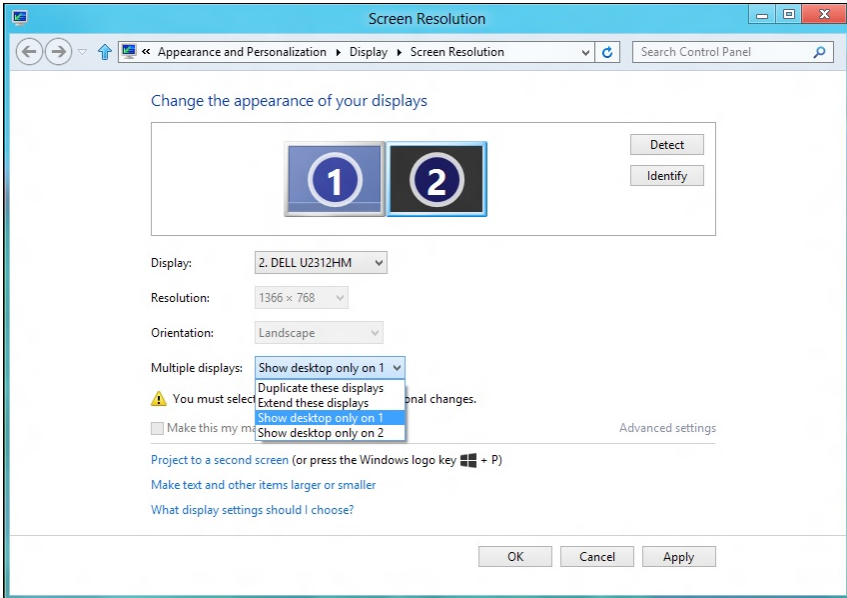 Screen Resolution
« Appearance and Personalization Display Screen Resolution
Search Control Panel
Change the appearance of your displays
1 2
Detect
Identify
Display: 2. DELL U2312HM
Resolution: 1366 × 768
Orientation: Landscape
Multiple displays: Show desktop only on 1
Duplicate these displays
Extend these displays
Show desktop only on 1
Show desktop only on 2
You must select onal changes.
Make this my ma
Advanced settings
Project to a second screen (or press the Windows logo key + P)
Make text and other items larger or smaller
What display settings should I choose?
OK Cancel Apply